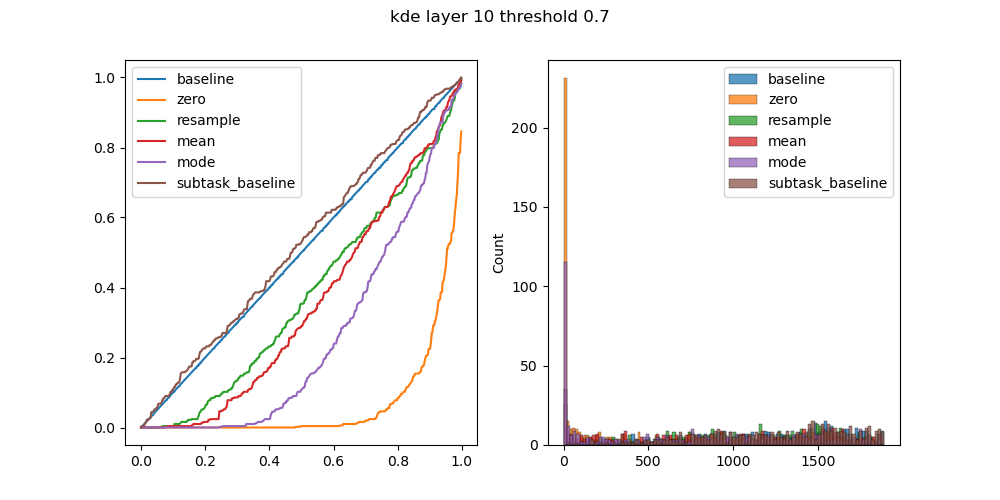 kde layer 10 threshold 0.7
baseline
zero
resample
mean
mode
subtask_baseline
1.0
0.8
0.6
0.4
0.2
0.0
0.0 0.2 0.4 0.6 0.8 1.0
baseline
zero
resample
mean
mode
subtask_baseline
Count
200
150
100
50
0
0 500 1000 1500